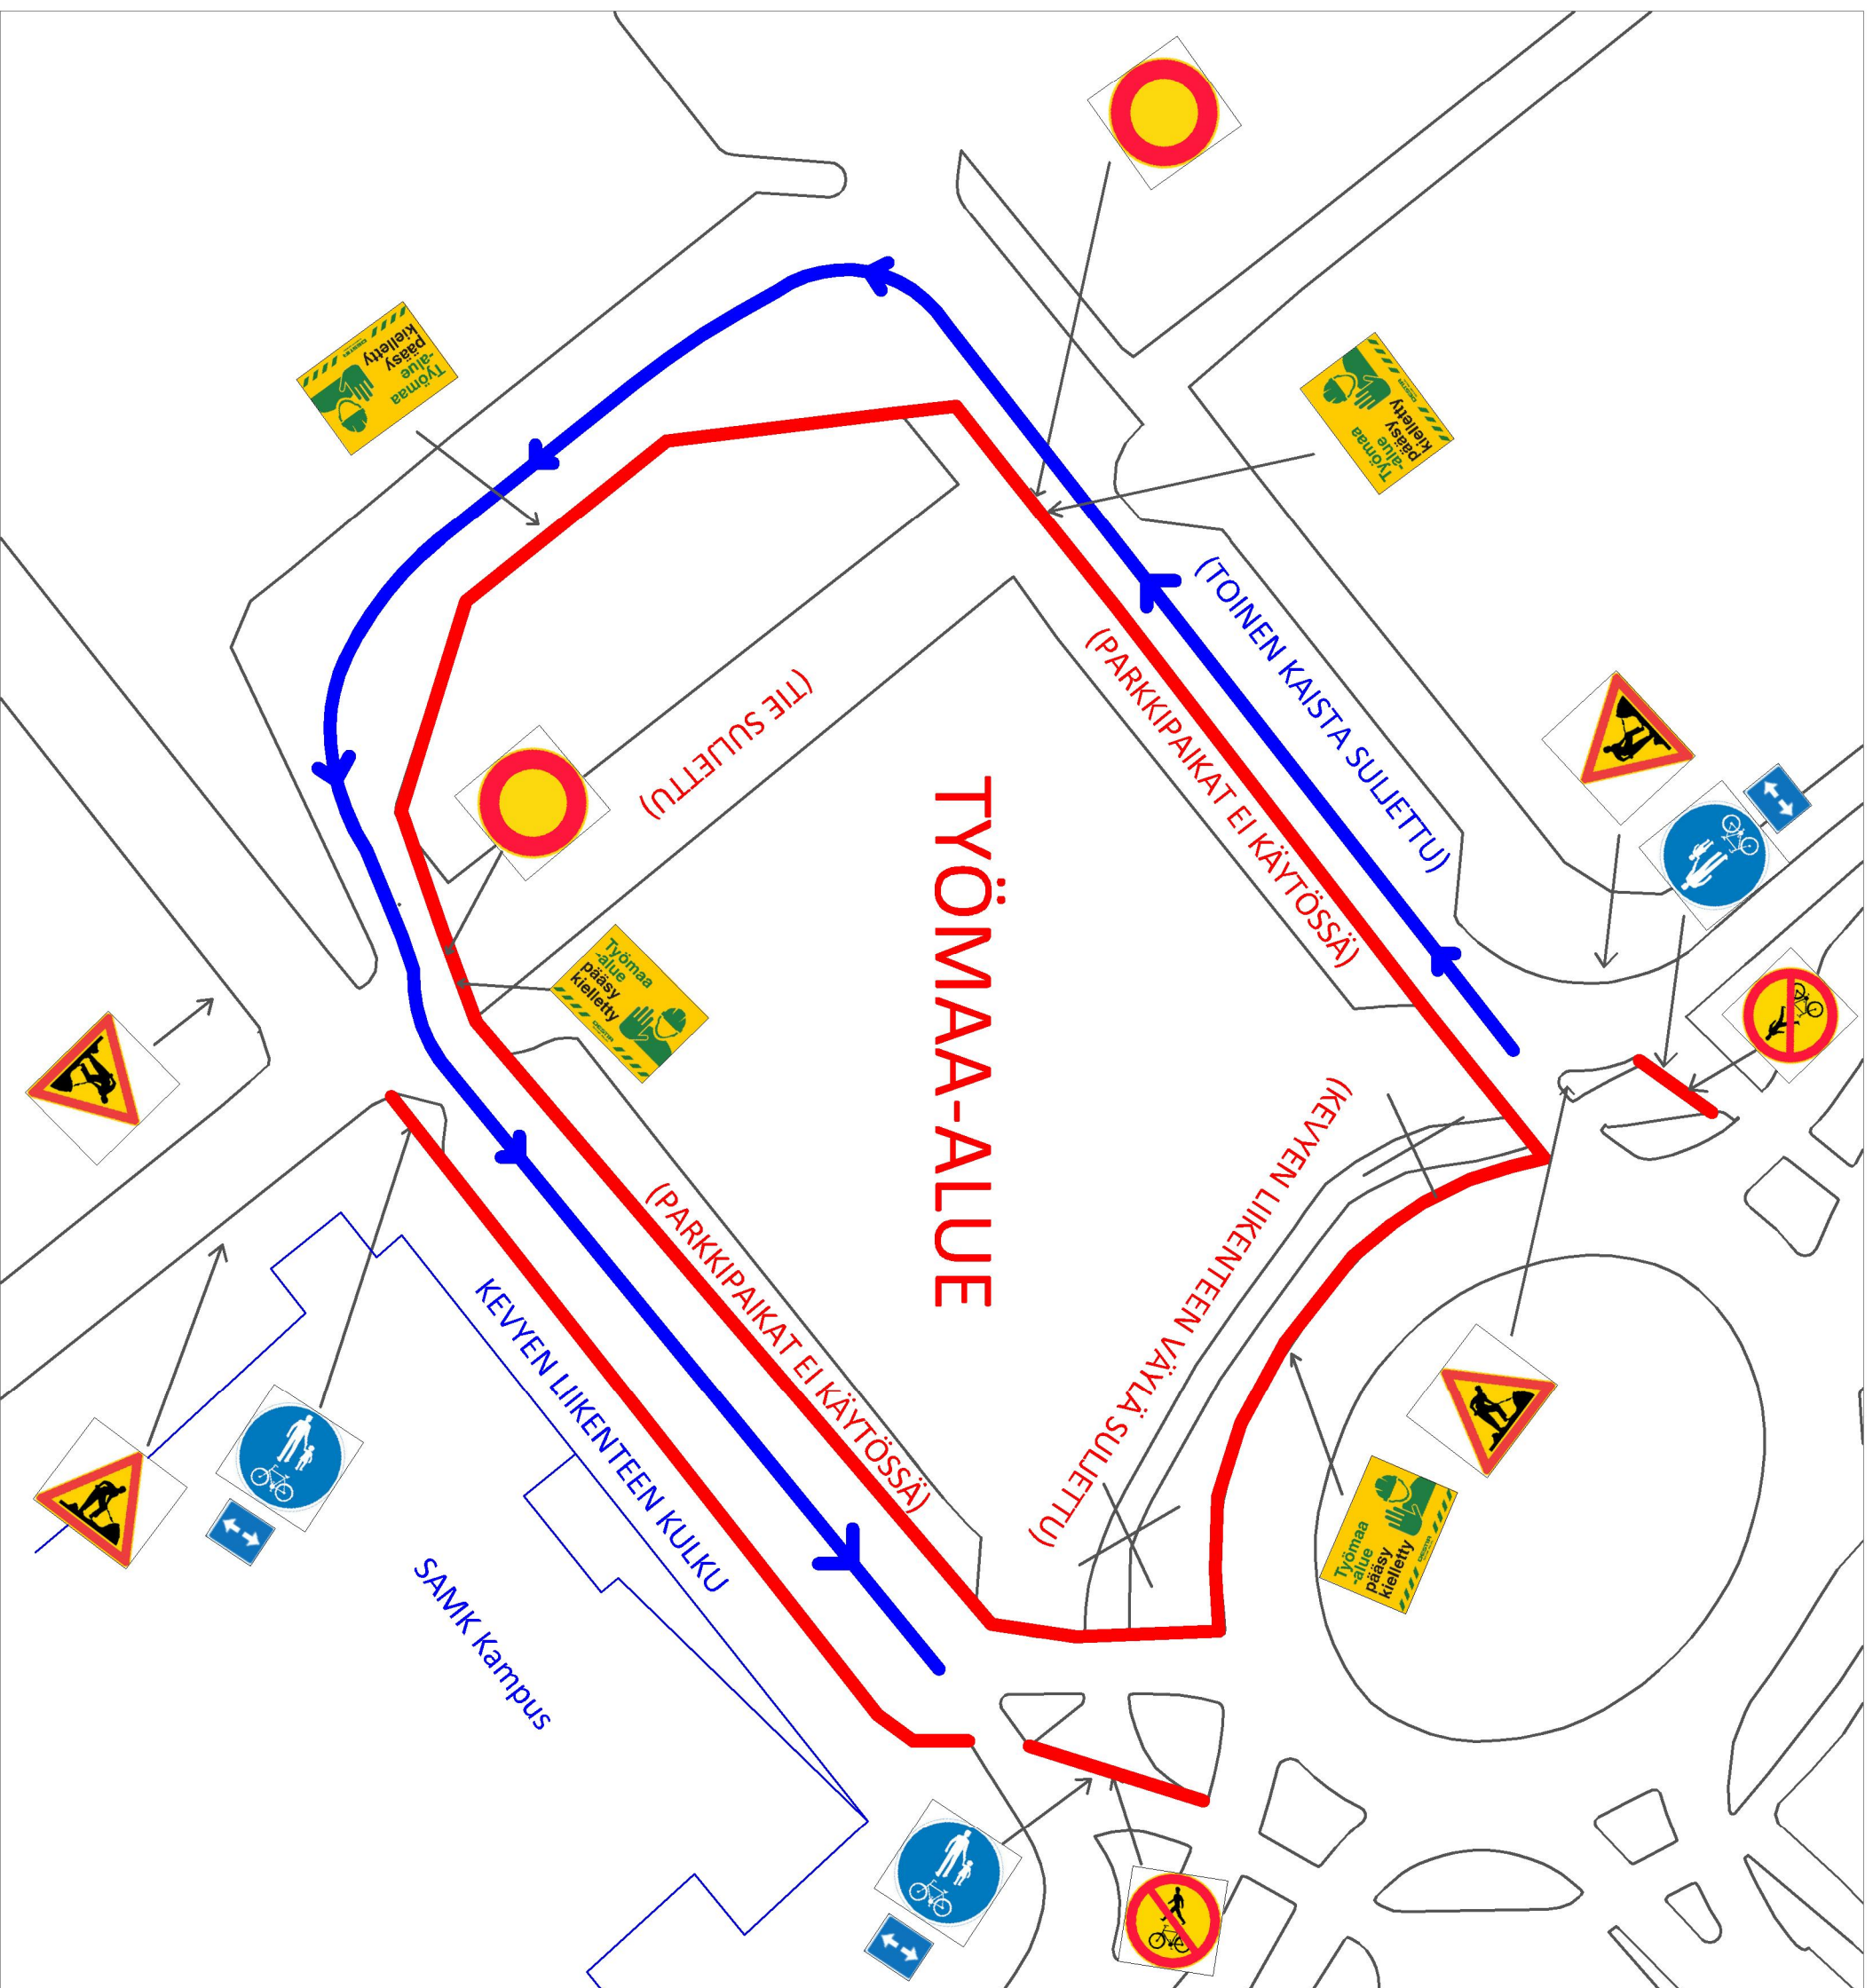 Työmaa
-alue
pääsy
kielletty
Työmaa
-alue
pääsy
kielletty
(TOINEN KAISTA SULJETTU)
(PARKKIPAIKAT EI KÄYTÖSSÄ)
(TIE SULJETTU)
TYÖMAA-ALUE
Työmaa
-alue
pääsy
kielletty
DESTIA
(KEVYEN LIIKENTEEN VÄYLÄ SULJETTU)
(PARKKIPAIKAT EI KÄYTÖSSÄ)
KEVYEN LIIKENTEEN KULKU
SAMK Kampus
Työmaa
-alue
pääsy
kielletty
DESTIA